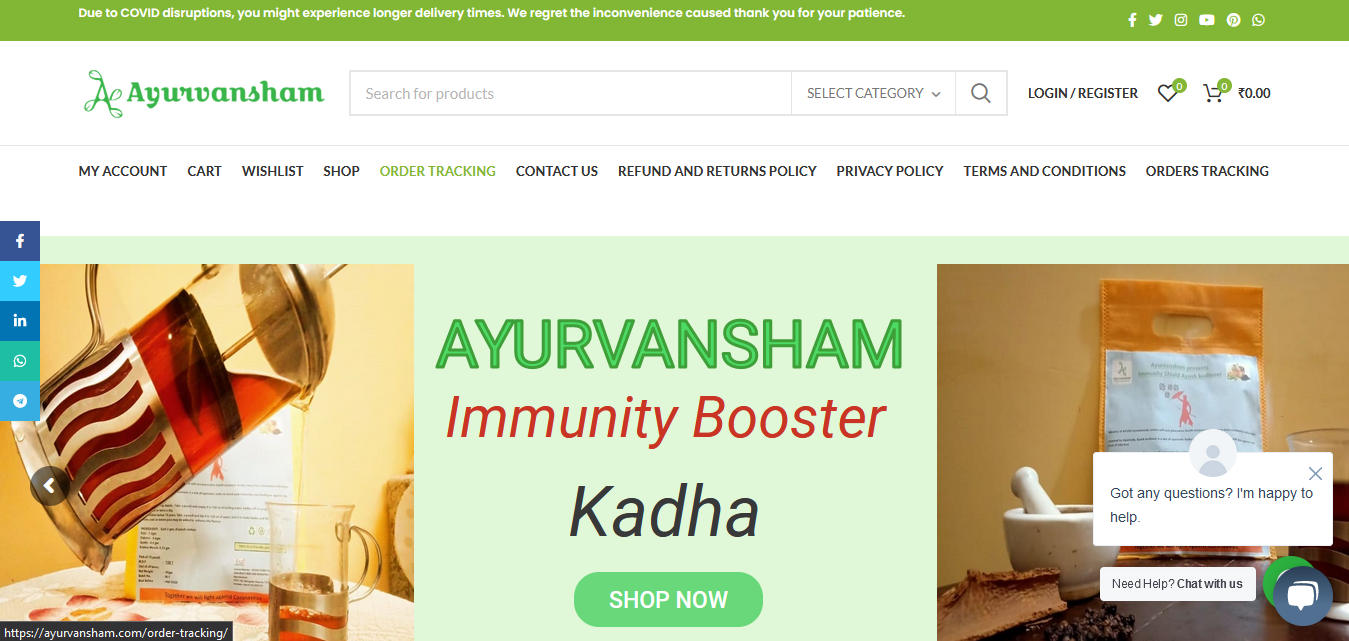 Due to COVID disruptions, you might experience longer delivery times. We regret the inconvenience caused thank you for your patience.
Ayurvansham
Search for products
SELECT CATEGORY
LOGIN / REGISTER
0
0
₹0.00
MY ACCOUNT CART WISHLIST SHOP ORDER TRACKING CONTACT US REFUND AND RETURNS POLICY PRIVACY POLICY TERMS AND CONDITIONS ORDERS TRACKING
AYURVANSHAM
Immunity Booster
Kadha
SHOP NOW
Ayurvansham presents
Got any questions? I'm happy to
help.
Need Help? Chat with us
https://ayurvansham.com/order-tracking/